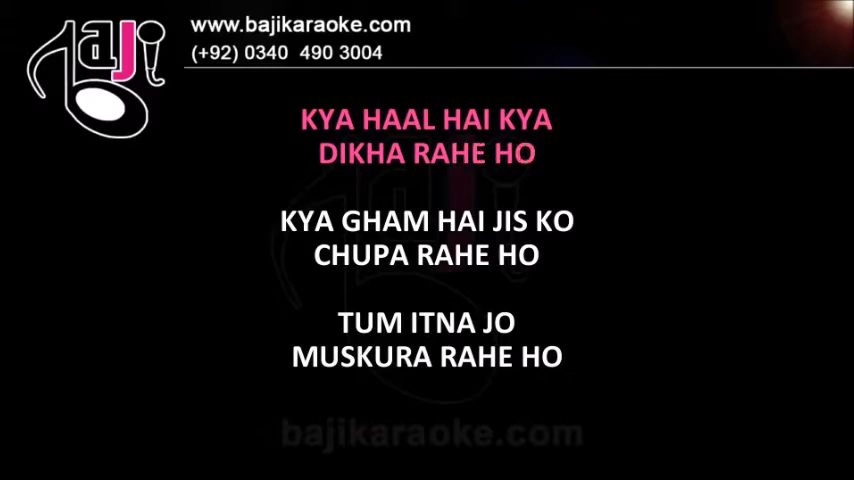 Baji
www.bajikaraoke.com
(+92) 0340 490 3004
KYA HAAL HAI KYA
DIKHA RAHE HO
KYA GHAM HAI JIS KO
CHUPA RAHE HO
TUM ITNA JO
MUSKURA RAHE HO
bajikaraoke.com